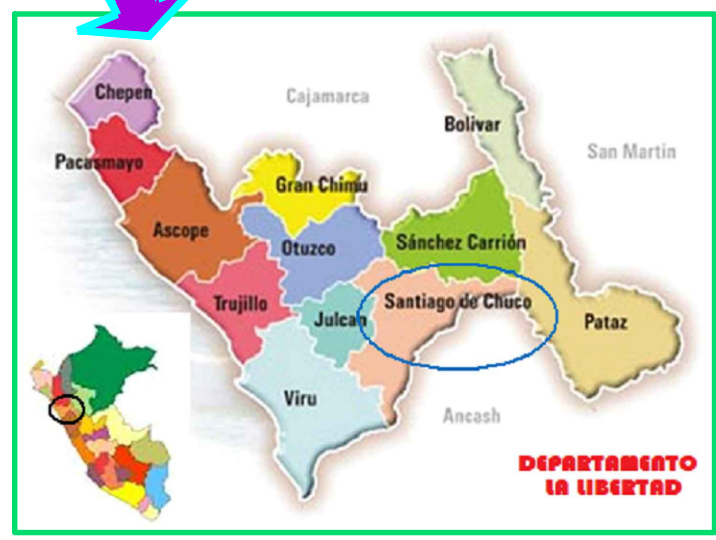 Chepen
Cajamarca
Bolivar
Pacasmayo
San Martin
Gran Chimu
Ascope
Otuzco
Sánchez Carrión
Trujillo
Julcan
Santiago de Chuco
Pataz
Viru
Ancash
DEPARTAMENTO
LA LIBERTAD